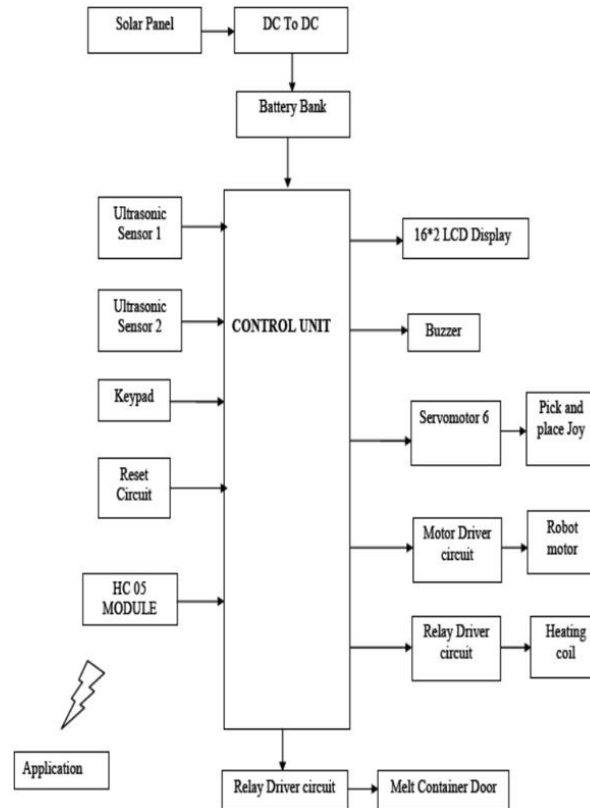 Solar Panel
DC To DC
Battery Bank
Ultrasonic
Sensor 1
16*2 LCD Display
Ultrasonic
Sensor 2
CONTROL UNIT
Buzzer
Keypad
Servomotor 6
Pick and
place Joy
Reset
Circuit
Motor Driver
circuit
Robot
motor
HC 05
MODULE
Relay Driver
circuit
Heating
coil
Application
Relay Driver circuit
Melt Container Door